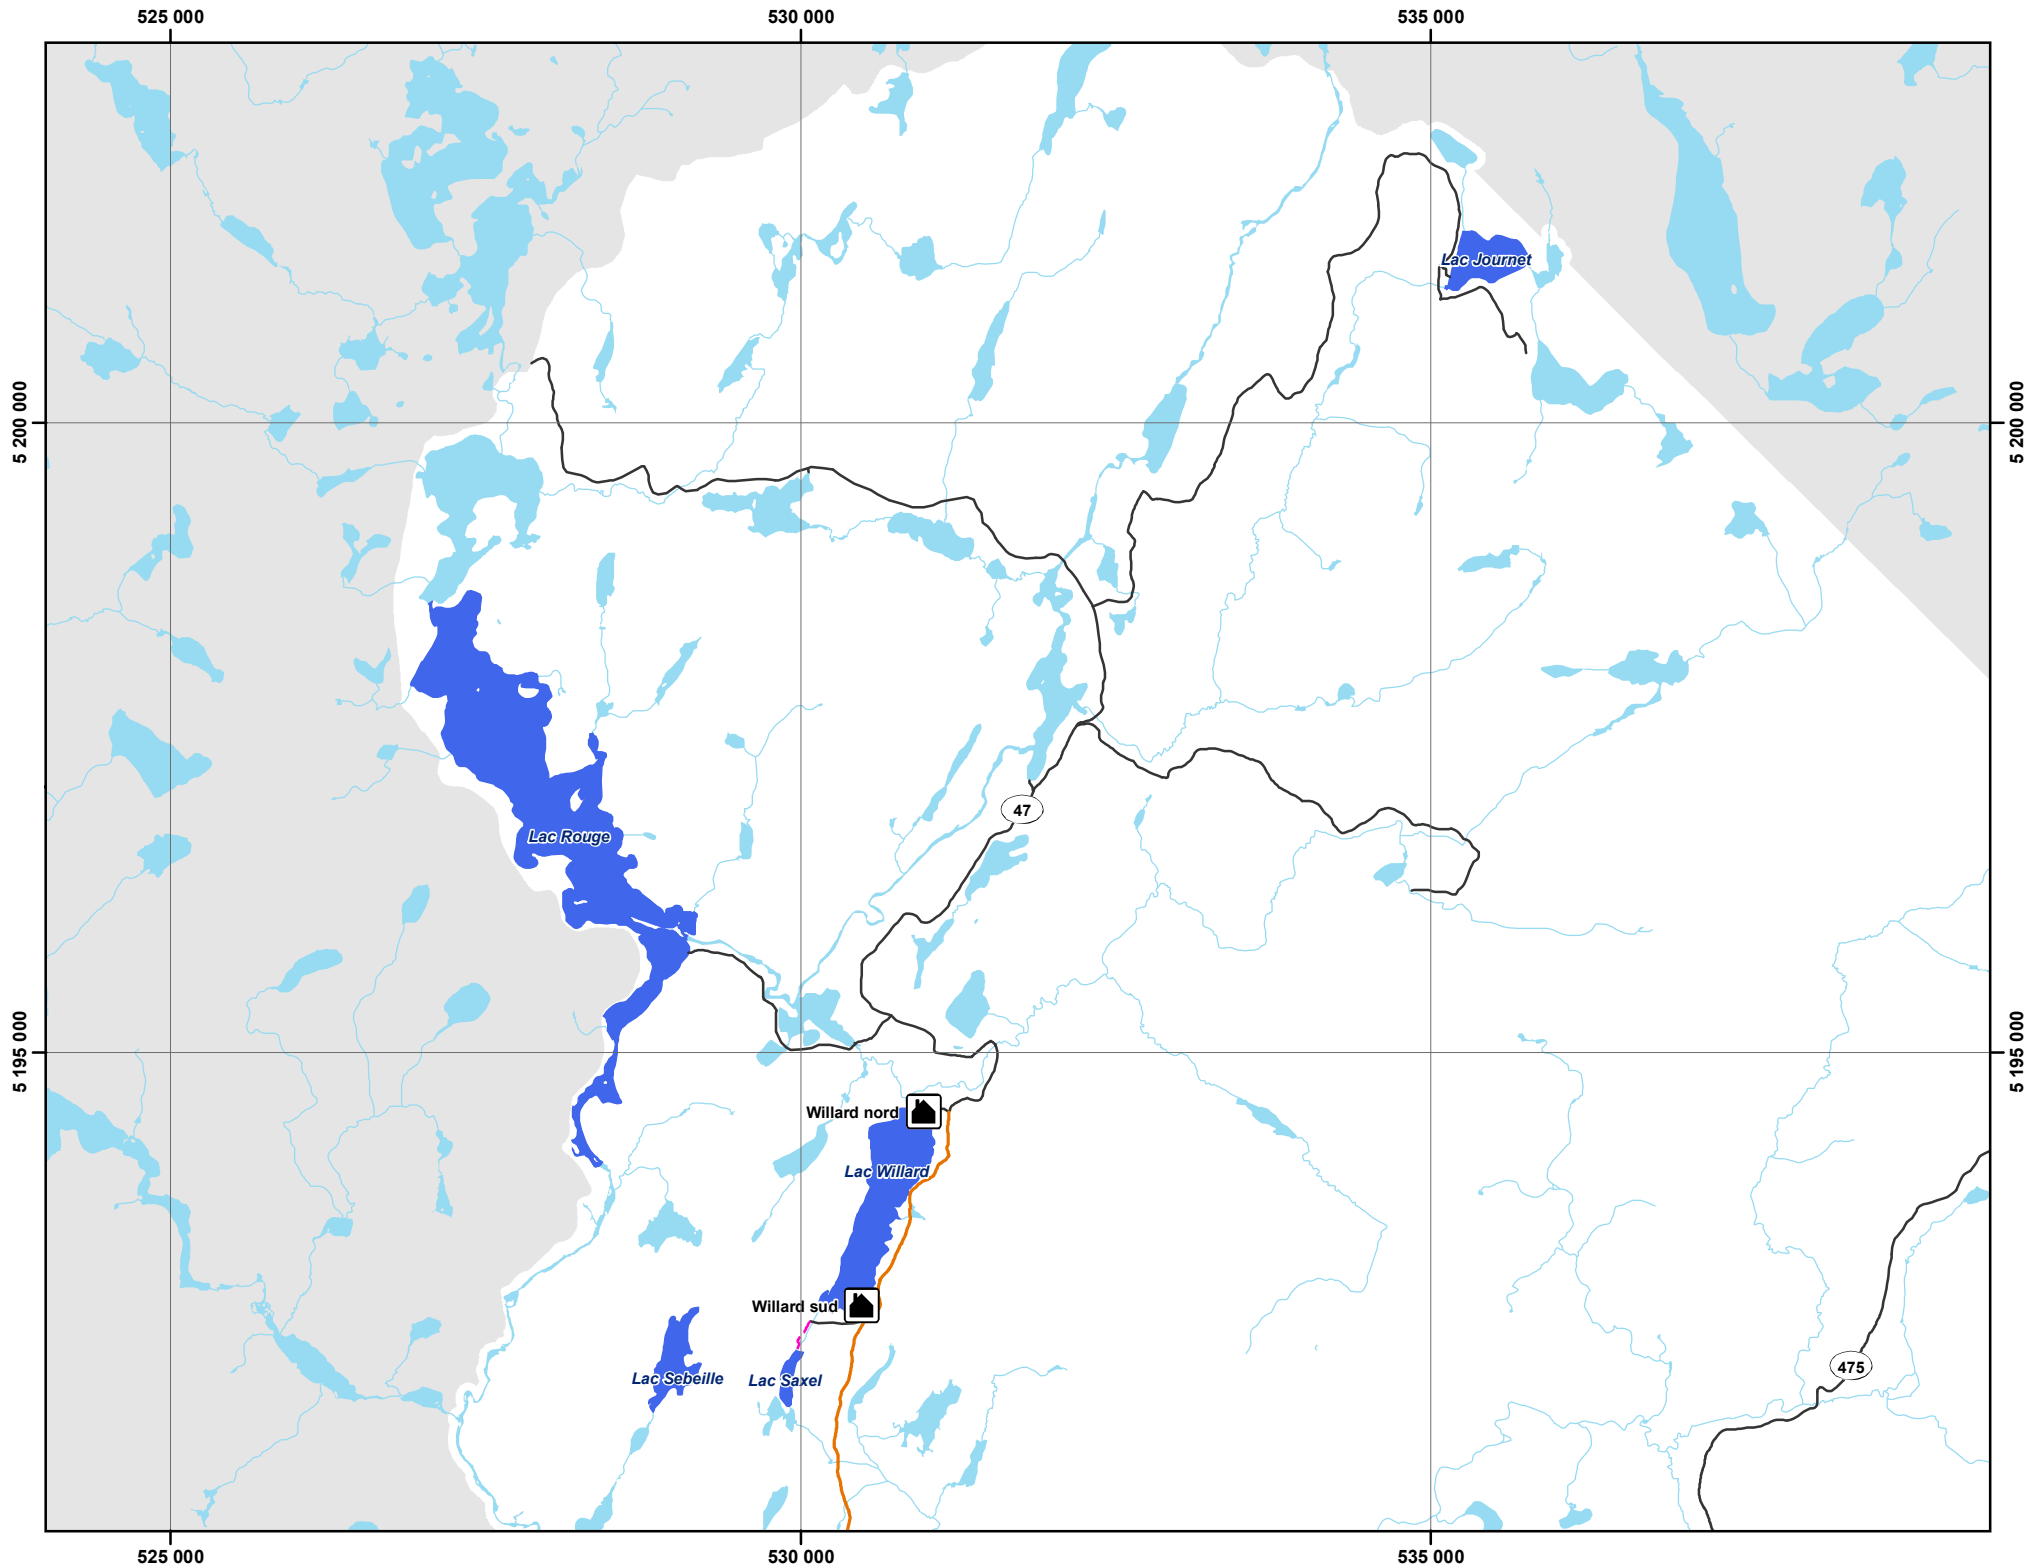 525 000
530 000
535 000
Lac Journet
5 200 000
5 200 000
47
Lac Rouge
5 195 000
5 195 000
Willard nord
Lac Willard
Willard sud
475
Lac Sebeille
Lac Saxel
525 000
530 000
535 000